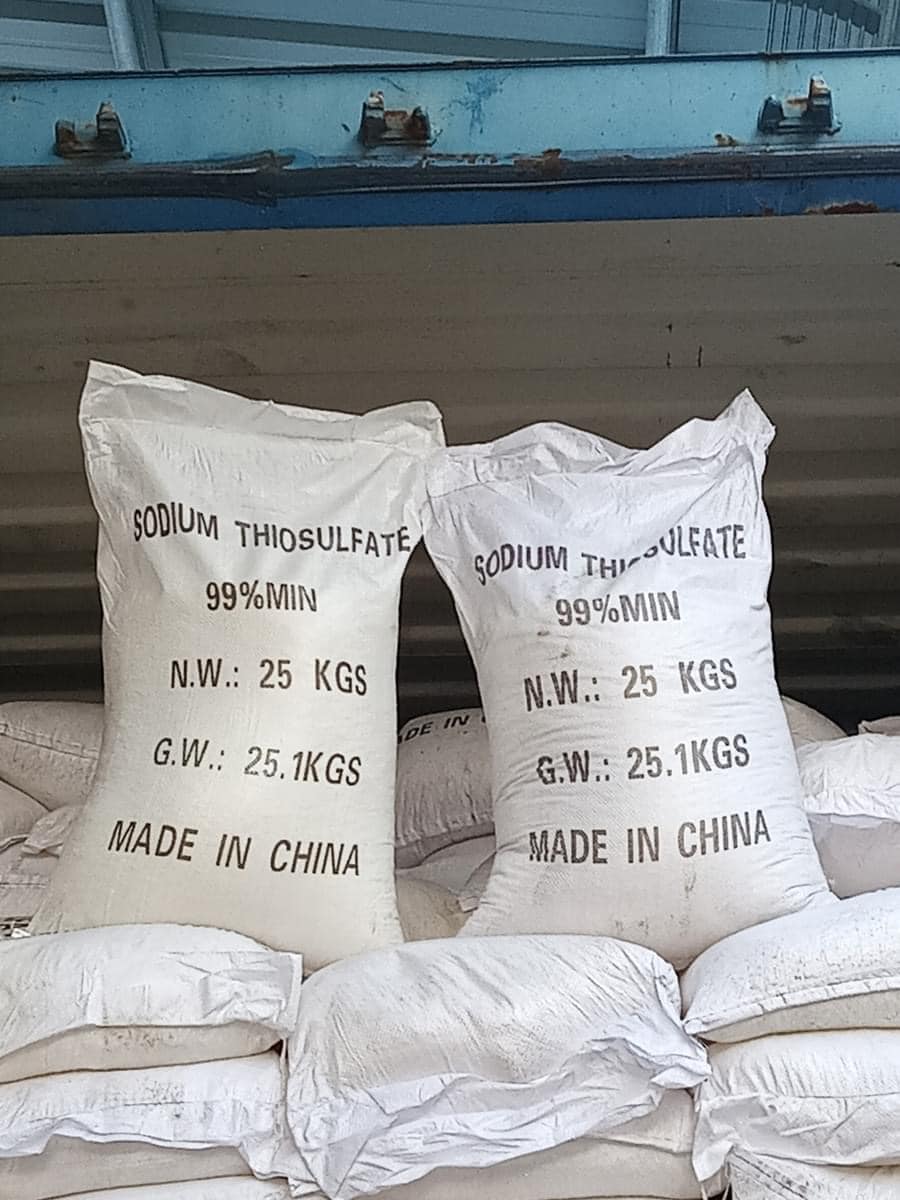 SODIUM THIOSULFATE
99%MIN
N.W.: 25 KGS
G.W.: 25.1KGS
MADE IN CHINA
SODIUM THIOSULFATE
99%MIN
N.W.: 25 KGS
G.W.: 25.1KGS
MADE IN CHINA
IN